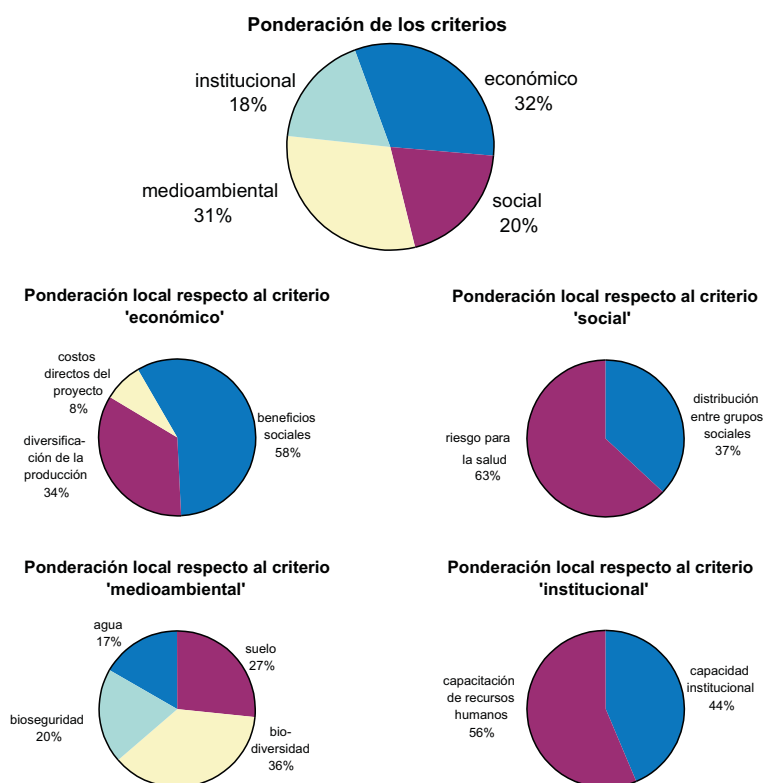 Ponderación de los criterios
institucional
18%
económico
32%
medioambiental
31%
social
20%
Ponderación local respecto al criterio
'económico'
costos
directos del
proyecto
8%
diversifica-
ción de la
producción
34%
beneficios
sociales
58%
Ponderación local respecto al criterio
'social'
riesgo para
la salud
63%
distribución
entre grupos
sociales
37%
Ponderación local respecto al criterio
'medioambiental'
agua
17%
suelo
27%
bioseguridad
20%
bio-
diversidad
36%
Ponderación local respecto al criterio
'institucional'
capacitación
de recursos
humanos
56%
capacidad
institucional
44%